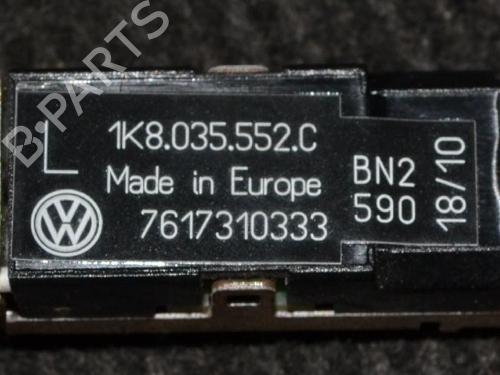 B-PARTS
L
1K8.035.552.C
Made in Europe
7617310333
BN2
590
18/10